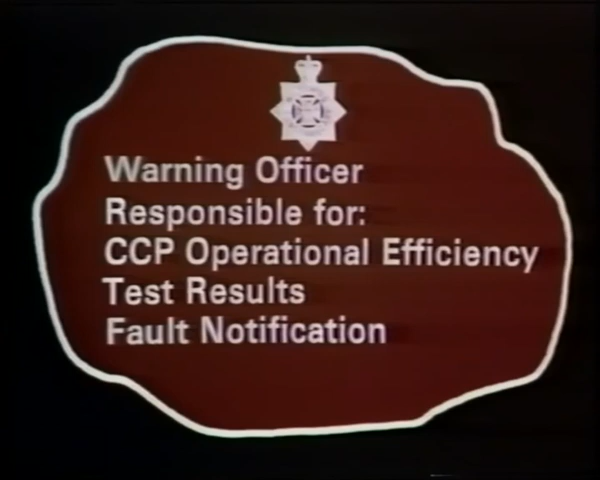 Warning Officer
Responsible for:
CCP Operational Efficiency
Test Results
Fault Notification